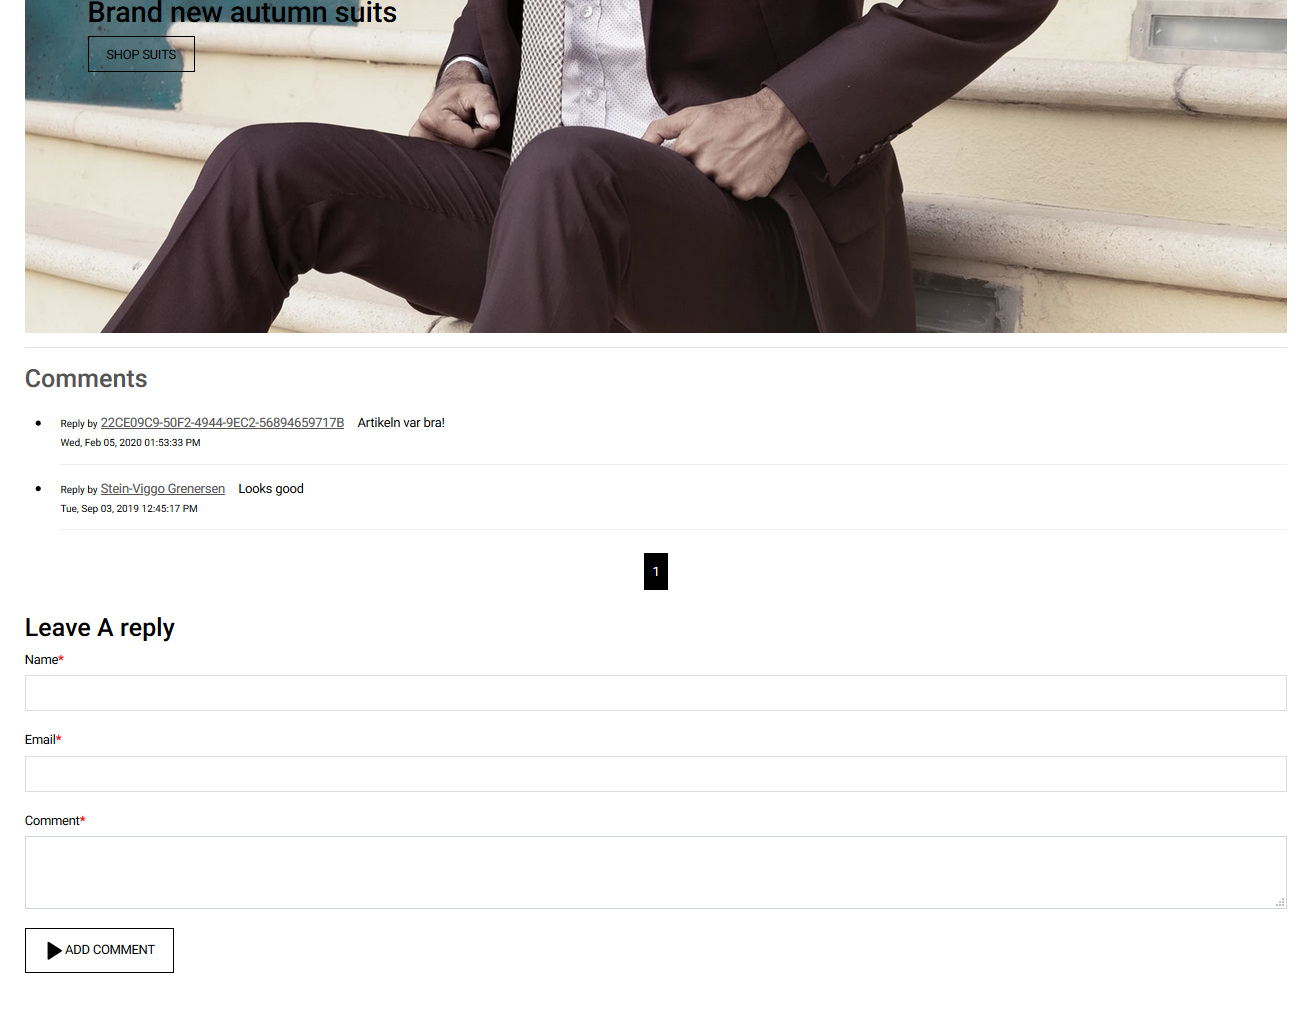 Brand new autumn suits
SHOP SUITS
Comments
Reply by 22CE09C9-50F2-4944-9EC2-56894659717B Artikeln var bra!
Wed, Feb 05, 2020 01:53:33 PM
Reply by Stein-Viggo Grenersen Looks good
Tue, Sep 03, 2019 12:45:17 PM
1
Leave A reply
Name*
Email*
Comment*
ADD COMMENT